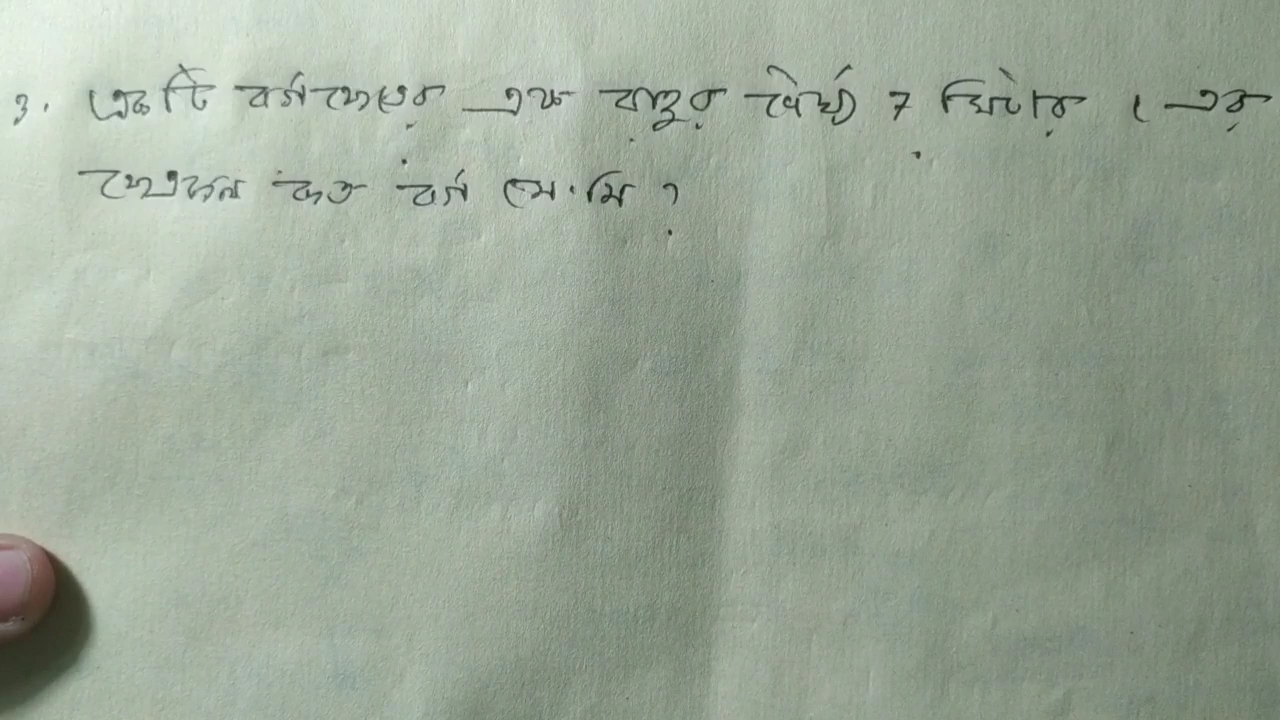 3. একটি বর্গক্ষেত্রের এক বাহুর দৈর্ঘ্য 7 মিটার । এর
ক্ষেত্রফল কত বর্গ সে.মি ?